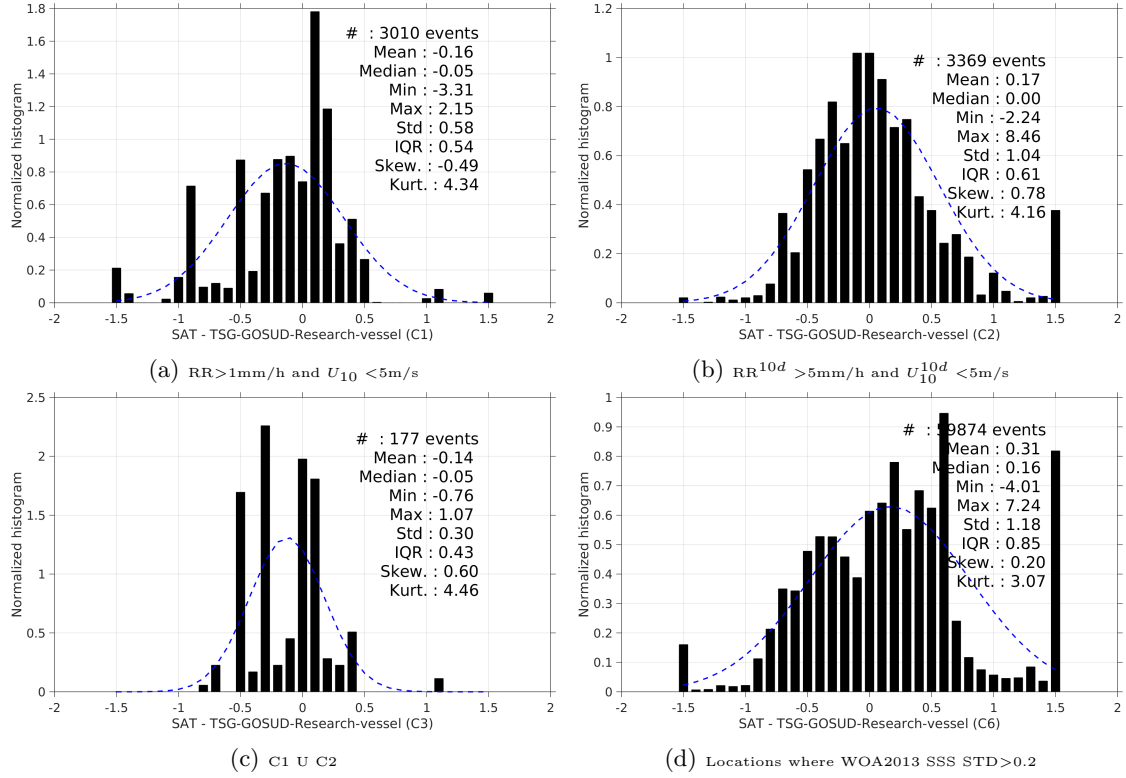 1.8
1.6
1.4
1.2
1
0.8
0.6
0.4
0.2
0
Normalized histogram
# : 3010 events
Mean : -0.16
Median : -0.05
Min : -3.31
Max : 2.15
Std : 0.58
IQR : 0.54
Skew. : -0.49
Kurt. : 4.34
-2 -1.5 -1 -0.5 0 0.5 1 1.5 2
SAT - TSG-GOSUD-Research-vessel (C1)
(a) RR>1mm/h and U10 <5m/s
1.2
1
0.8
0.6
0.4
0.2
0
Normalized histogram
# : 3369 events
Mean : 0.17
Median : 0.00
Min : -2.24
Max : 8.46
Std : 1.04
IQR : 0.61
Skew. : 0.78
Kurt. : 4.16
-2 -1.5 -1 -0.5 0 0.5 1 1.5 2
SAT - TSG-GOSUD-Research-vessel (C2)
(b) RR10d >5mm/h and U10d10 <5m/s
2.5
2
1.5
1
0.5
0
Normalized histogram
# : 177 events
Mean : -0.14
Median : -0.05
Min : -0.76
Max : 1.07
Std : 0.30
IQR : 0.43
Skew. : 0.60
Kurt. : 4.46
-2 -1.5 -1 -0.5 0 0.5 1 1.5 2
SAT - TSG-GOSUD-Research-vessel (C3)
(c) C1 U C2
1
0.9
0.8
0.7
0.6
0.5
0.4
0.3
0.2
0.1
0
Normalized histogram
# : 59874 events
Mean : 0.31
Median : 0.16
Min : -4.01
Max : 7.24
Std : 1.18
IQR : 0.85
Skew. : 0.20
Kurt. : 3.07
-2 -1.5 -1 -0.5 0 0.5 1 1.5 2
SAT - TSG-GOSUD-Research-vessel (C6)
(d) Locations where WOA2013 SSS STD>0.2